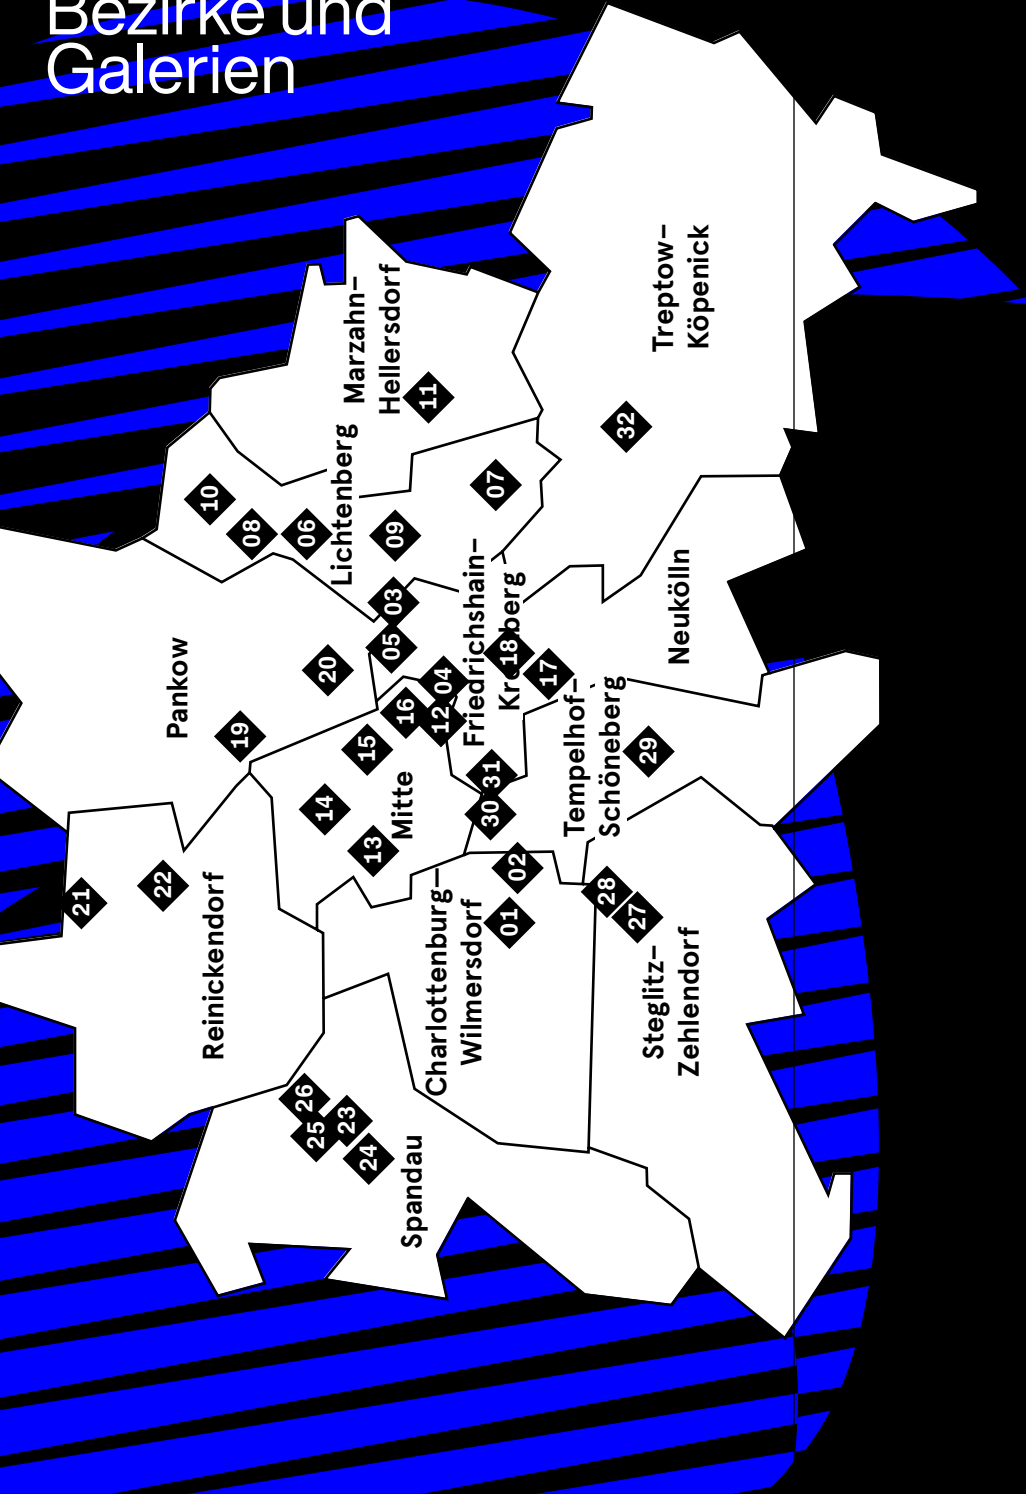 Bezirke und
Galerien
Treptow-
Köpenick
Marzahn-
Hellersdorf
11
32
Lichtenberg
10
08
06
09
07
03
05
Friedrichshain-
Kreuzberg
04
18
17
16
12
Neukölln
Pankow
20
19
Mitte
15
14
13
31
30
Tempelhof-
Schöneberg
29
Reinickendorf
21
22
Charlottenburg-
Wilmersdorf
02
01
28
27
Steglitz-
Zehlendorf
Spandau
26
25
23
24